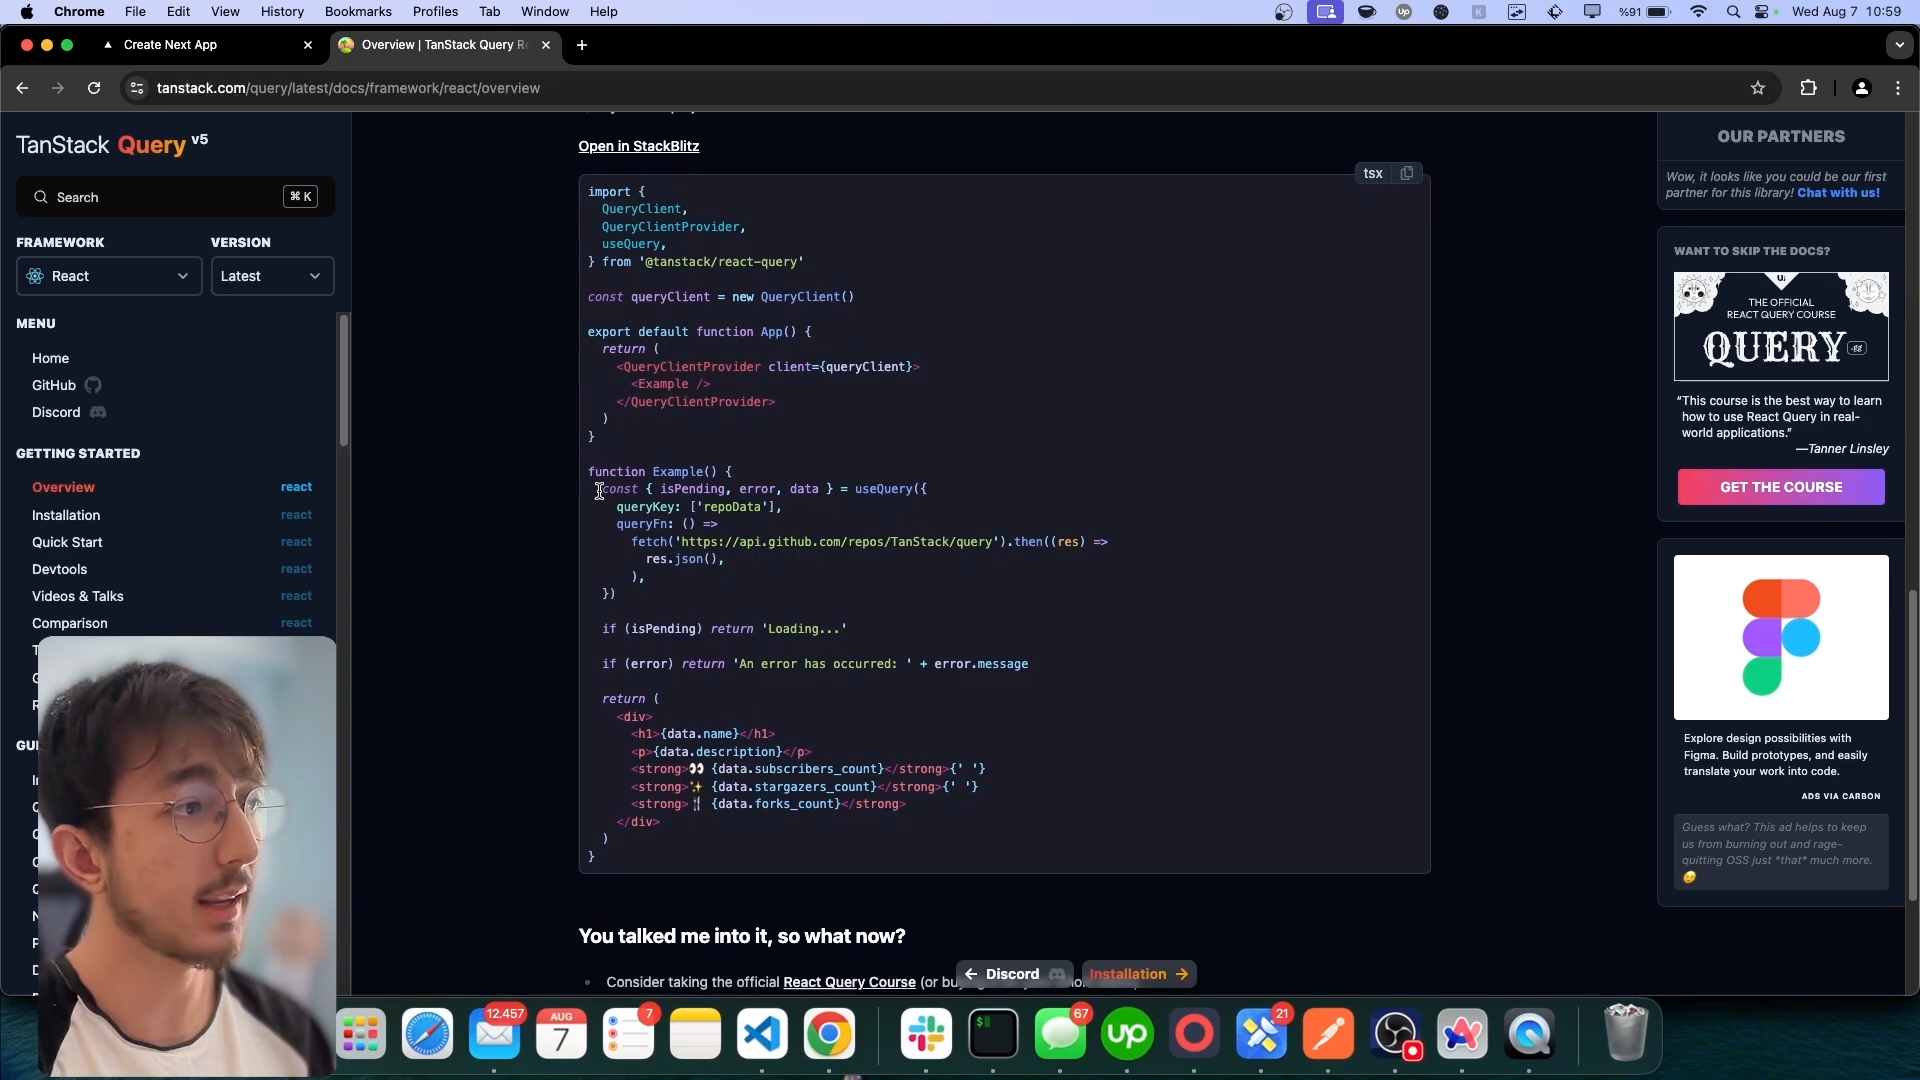 Chrome File Edit View History Bookmarks Profiles Tab Window Help
%91 Wed Aug 7 10:59
Create Next App
Overview | TanStack Query Re
tanstack.com/query/latest/docs/framework/react/overview
TanStack Query v5
Search ⌘ K
FRAMEWORK VERSION
React Latest
MENU
Home
GitHub
Discord
GETTING STARTED
Overview react
Installation react
Quick Start react
Devtools react
Videos & Talks react
Comparison react
Open in StackBlitz
tsx
import {
QueryClient,
QueryClientProvider,
useQuery,
} from '@tanstack/react-query'
const queryClient = new QueryClient()
export default function App() {
return (
<QueryClientProvider client={queryClient}>
<Example />
</QueryClientProvider>
)
}
function Example() {
const { isPending, error, data } = useQuery({
queryKey: ['repoData'],
queryFn: () =>
fetch('https://api.github.com/repos/TanStack/query').then((res) =>
res.json(),
),
})
if (isPending) return 'Loading...'
if (error) return 'An error has occurred: ' + error.message
return (
<div>
<h1>{data.name}</h1>
<p>{data.description}</p>
<strong>👀 {data.subscribers_count}</strong>{' '}
<strong>✨ {data.stargazers_count}</strong>{' '}
<strong>🍴 {data.forks_count}</strong>
</div>
)
}
You talked me into it, so what now?
Consider taking the official React Query Course (or bu
← Discord
Installation →
OUR PARTNERS
Wow, it looks like you could be our first
partner for this library! Chat with us!
WANT TO SKIP THE DOCS?
THE OFFICIAL
REACT QUERY COURSE
QUERY
“This course is the best way to learn
how to use React Query in real-
world applications.”
—Tanner Linsley
GET THE COURSE
Explore design possibilities with
Figma. Build prototypes, and easily
translate your work into code.
ADS VIA CARBON
Guess what? This ad helps to keep
us from burning out and rage-
quitting OSS just *that* much more.
😉
12.457
AUG
7
7
67
up
21